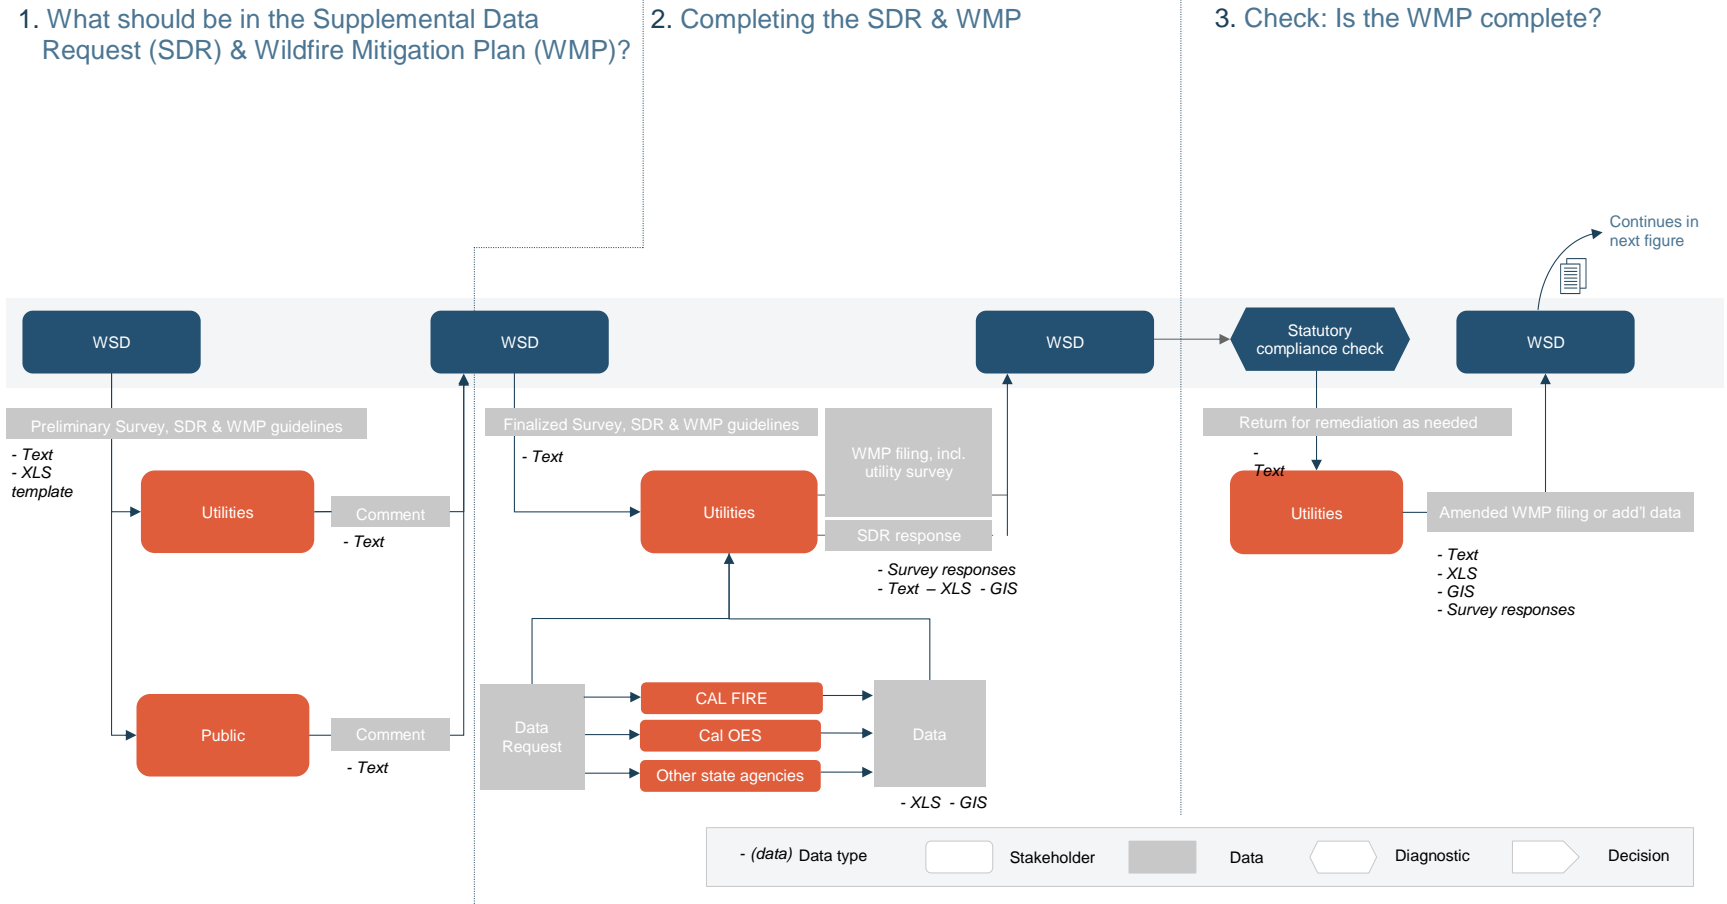 1. What should be in the Supplemental Data
Request (SDR) & Wildfire Mitigation Plan (WMP)?
2. Completing the SDR & WMP
3. Check: Is the WMP complete?
Continues in
next figure
WSD
WSD
WSD
Statutory
compliance check
WSD
Preliminary Survey, SDR & WMP guidelines
- Text
- XLS
template
Utilities
Comment
- Text
Public
Comment
- Text
Finalized Survey, SDR & WMP guidelines
- Text
Utilities
WMP filing, incl.
utility survey
SDR response
- Survey responses
- Text – XLS - GIS
Data
Request
CAL FIRE
Cal OES
Other state agencies
Data
- XLS - GIS
Return for remediation as needed
-
Text
Utilities
Amended WMP filing or add'l data
- Text
- XLS
- GIS
- Survey responses
- (data) Data type
Stakeholder
Data
Diagnostic
Decision